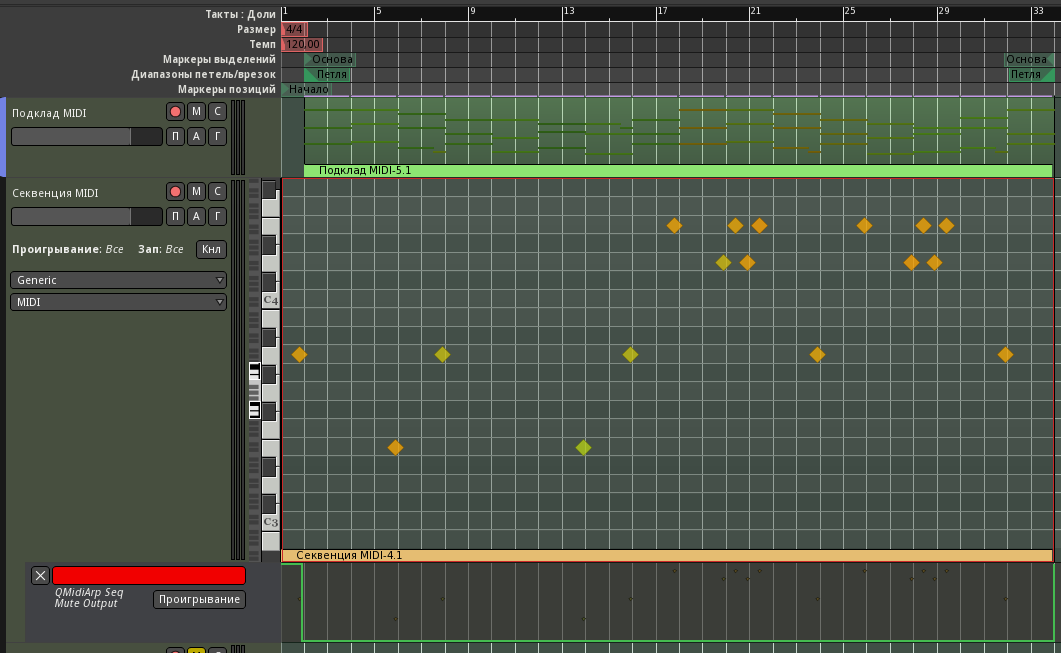 Такты : Доли 1 5 9 13 17 21 25 29 33
Размер 4/4
Темп 120,00
Маркеры выделений Основа Основа
Диапазоны петель/врезок Петля Петля
Маркеры позиций Начало
Подклад MIDI M С
П А Г
Подклад MIDI-5.1
Секвенция MIDI M С
П А Г
Проигрывание: Все Зап: Все Кнл
Generic
MIDI
C4
C3
Секвенция MIDI-4.1
QMidiArp Seq
Mute Output
Проигрывание